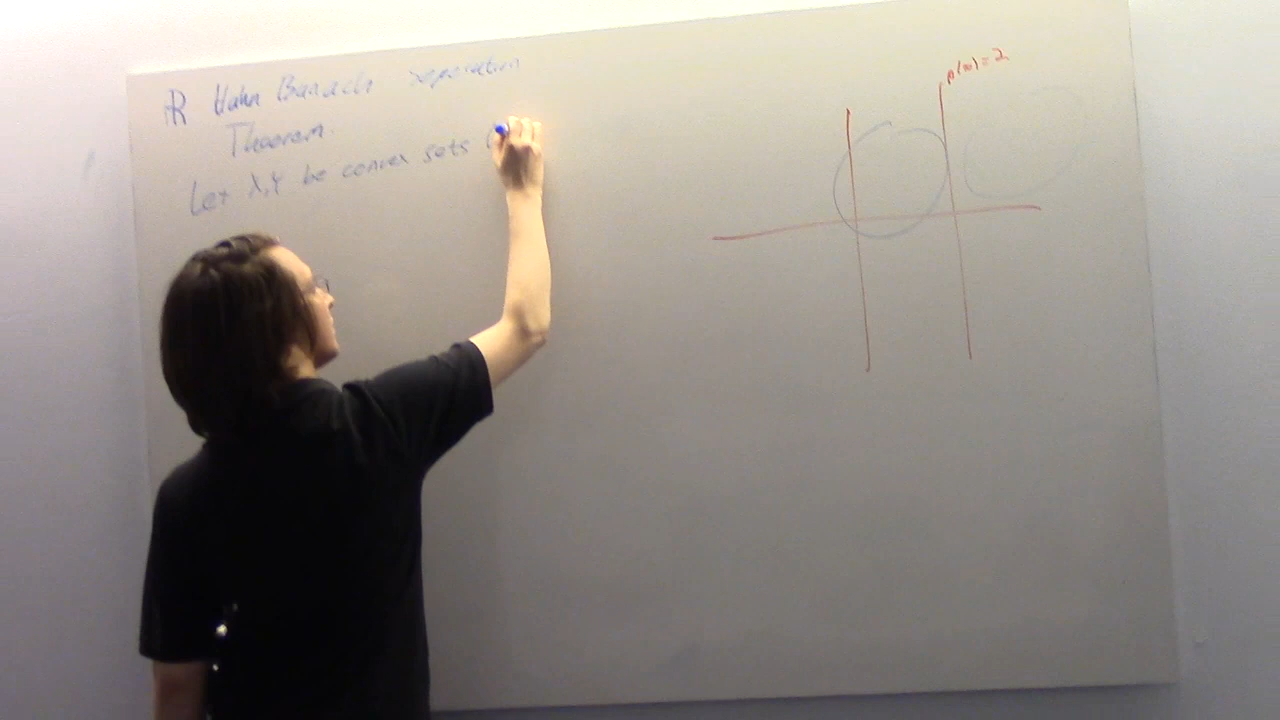 ℝ Hahn Banach Separation
Theorem.
Let X, Y be convex sets
p(x) = 2